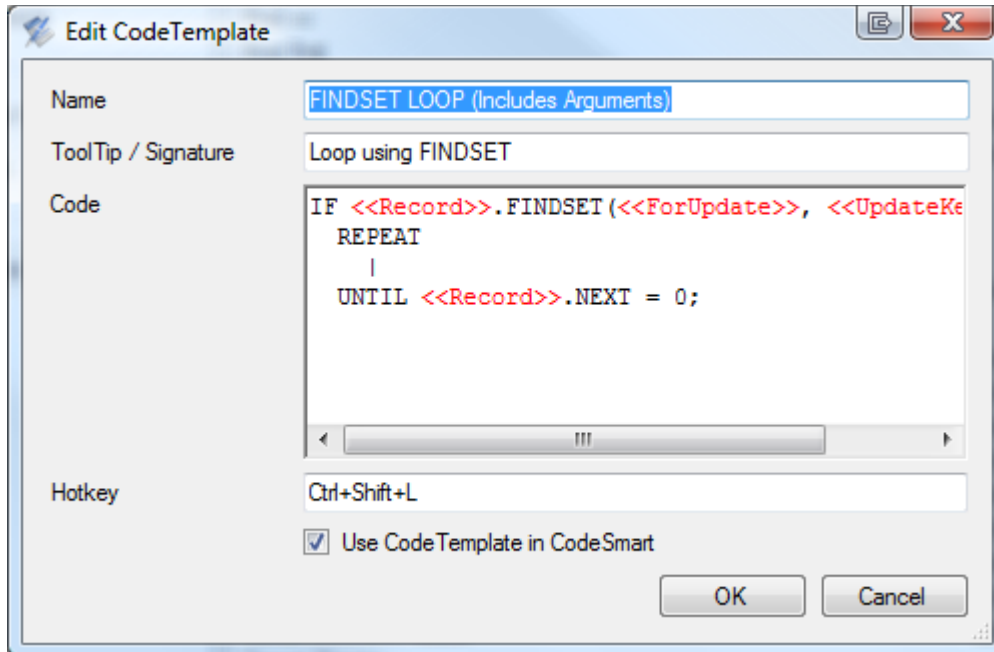 Edit CodeTemplate
Name
FINDSET LOOP (Includes Arguments)
ToolTip / Signature
Loop using FINDSET
Code
IF <<Record>>.FINDSET(<<ForUpdate>>, <<UpdateKe
REPEAT
|
UNTIL <<Record>>.NEXT = 0;
Hotkey
Ctrl+Shift+L
Use CodeTemplate in CodeSmart
OK
Cancel